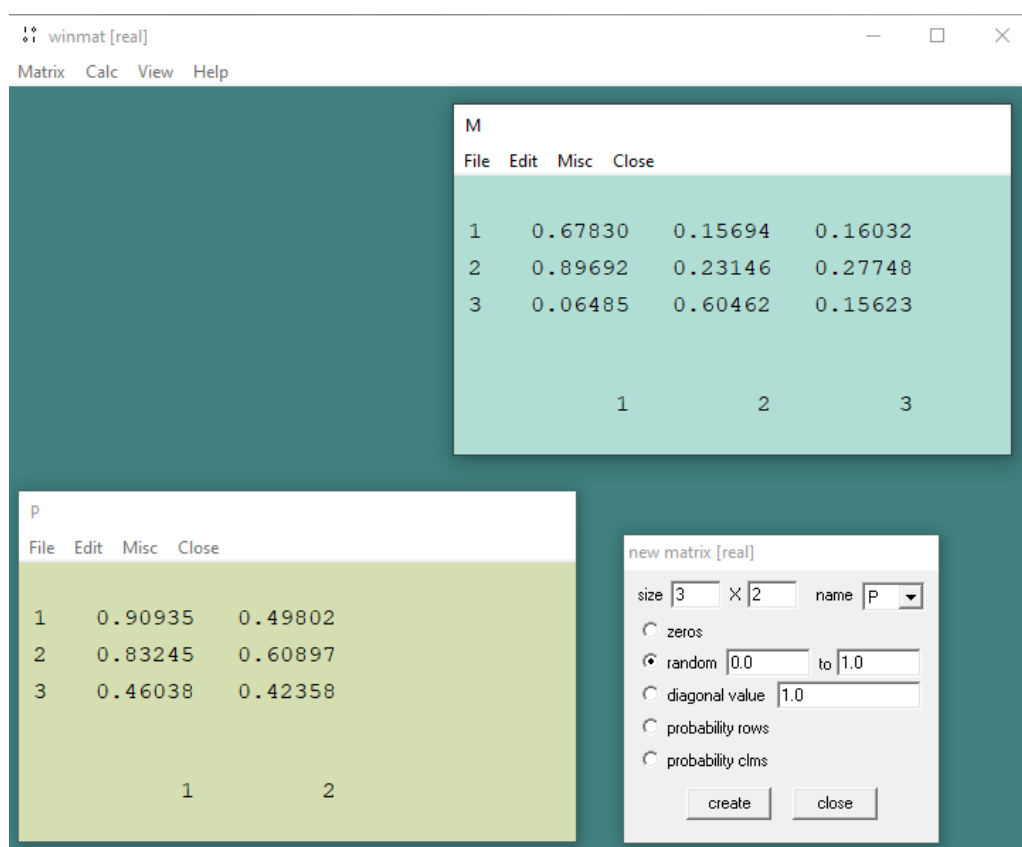 winmat [real]
Matrix Calc View Help
M
File Edit Misc Close
1 0.67830 0.15694 0.16032
2 0.89692 0.23146 0.27748
3 0.06485 0.60462 0.15623
1 2 3
P
File Edit Misc Close
1 0.90935 0.49802
2 0.83245 0.60897
3 0.46038 0.42358
1 2
new matrix [real]
size 3 X 2 name P
zeros
random 0.0 to 1.0
diagonal value 1.0
probability rows
probability clms
create close